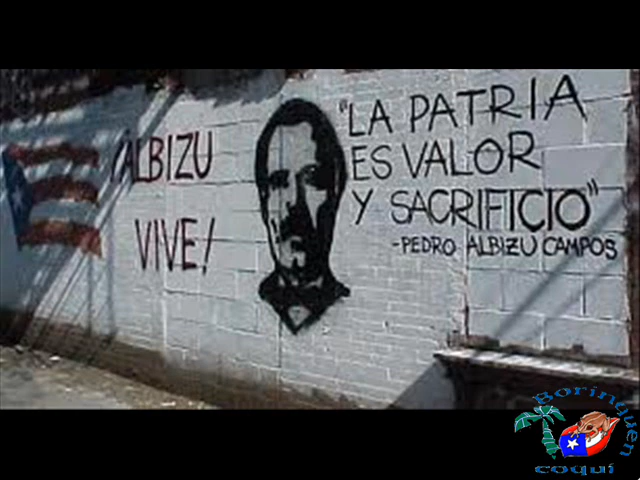 ¡ALBIZU
VIVE!
"LA PATRIA
ES VALOR
Y SACRIFICIO"
-PEDRO ALBIZU CAMPOS
Borinquen
coquí